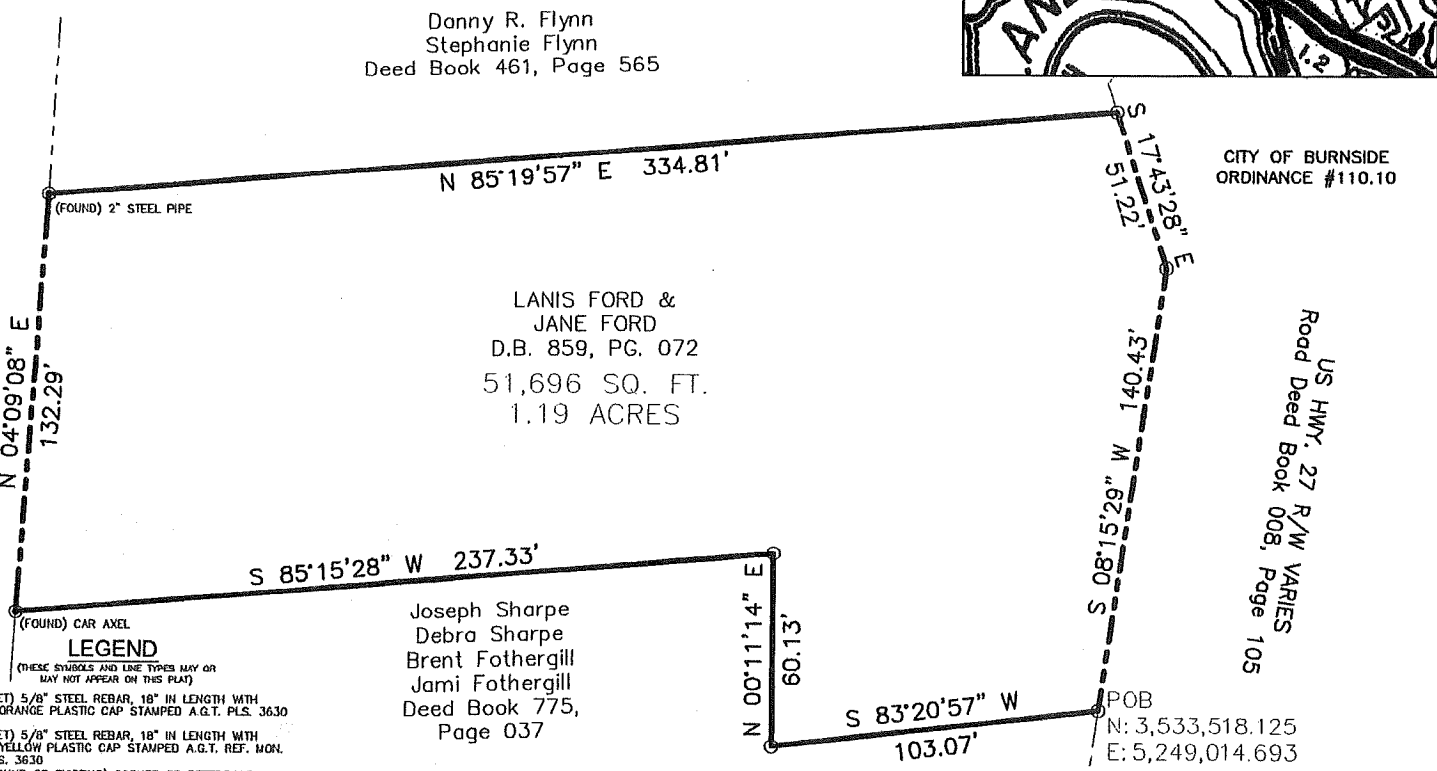 Danny R. Flynn
Stephanie Flynn
Deed Book 461, Page 565
1.2
CITY OF BURNSIDE
ORDINANCE #110.10
N 85°19'57" E 334.81'
S 17°43'28" E
51.22'
(FOUND) 2" STEEL PIPE
LANIS FORD &
JANE FORD
D.B. 859, PG. 072
51,696 SQ. FT.
1.19 ACRES
N 04°09'08" E
132.29'
S 08°15'29" W 140.43'
US HWY. 27 R/W VARIES
Road Deed Book 008, Page 105
S 85°15'28" W 237.33'
(FOUND) CAR AXEL
LEGEND
(THESE SYMBOLS AND LINE TYPES MAY OR
MAY NOT APPEAR ON THIS PLAT)
5/8" STEEL REBAR, 18" IN LENGTH WITH
ORANGE PLASTIC CAP STAMPED A.G.T. PLS. 3630
5/8" STEEL REBAR, 18" IN LENGTH WITH
YELLOW PLASTIC CAP STAMPED A.G.T. REF. MON.
3630
Joseph Sharpe
Debra Sharpe
Brent Fothergill
Jami Fothergill
Deed Book 775,
Page 037
N 00°11'14" E
60.13'
S 83°20'57" W
103.07'
POB
N: 3,533,518.125
E: 5,249,014.693